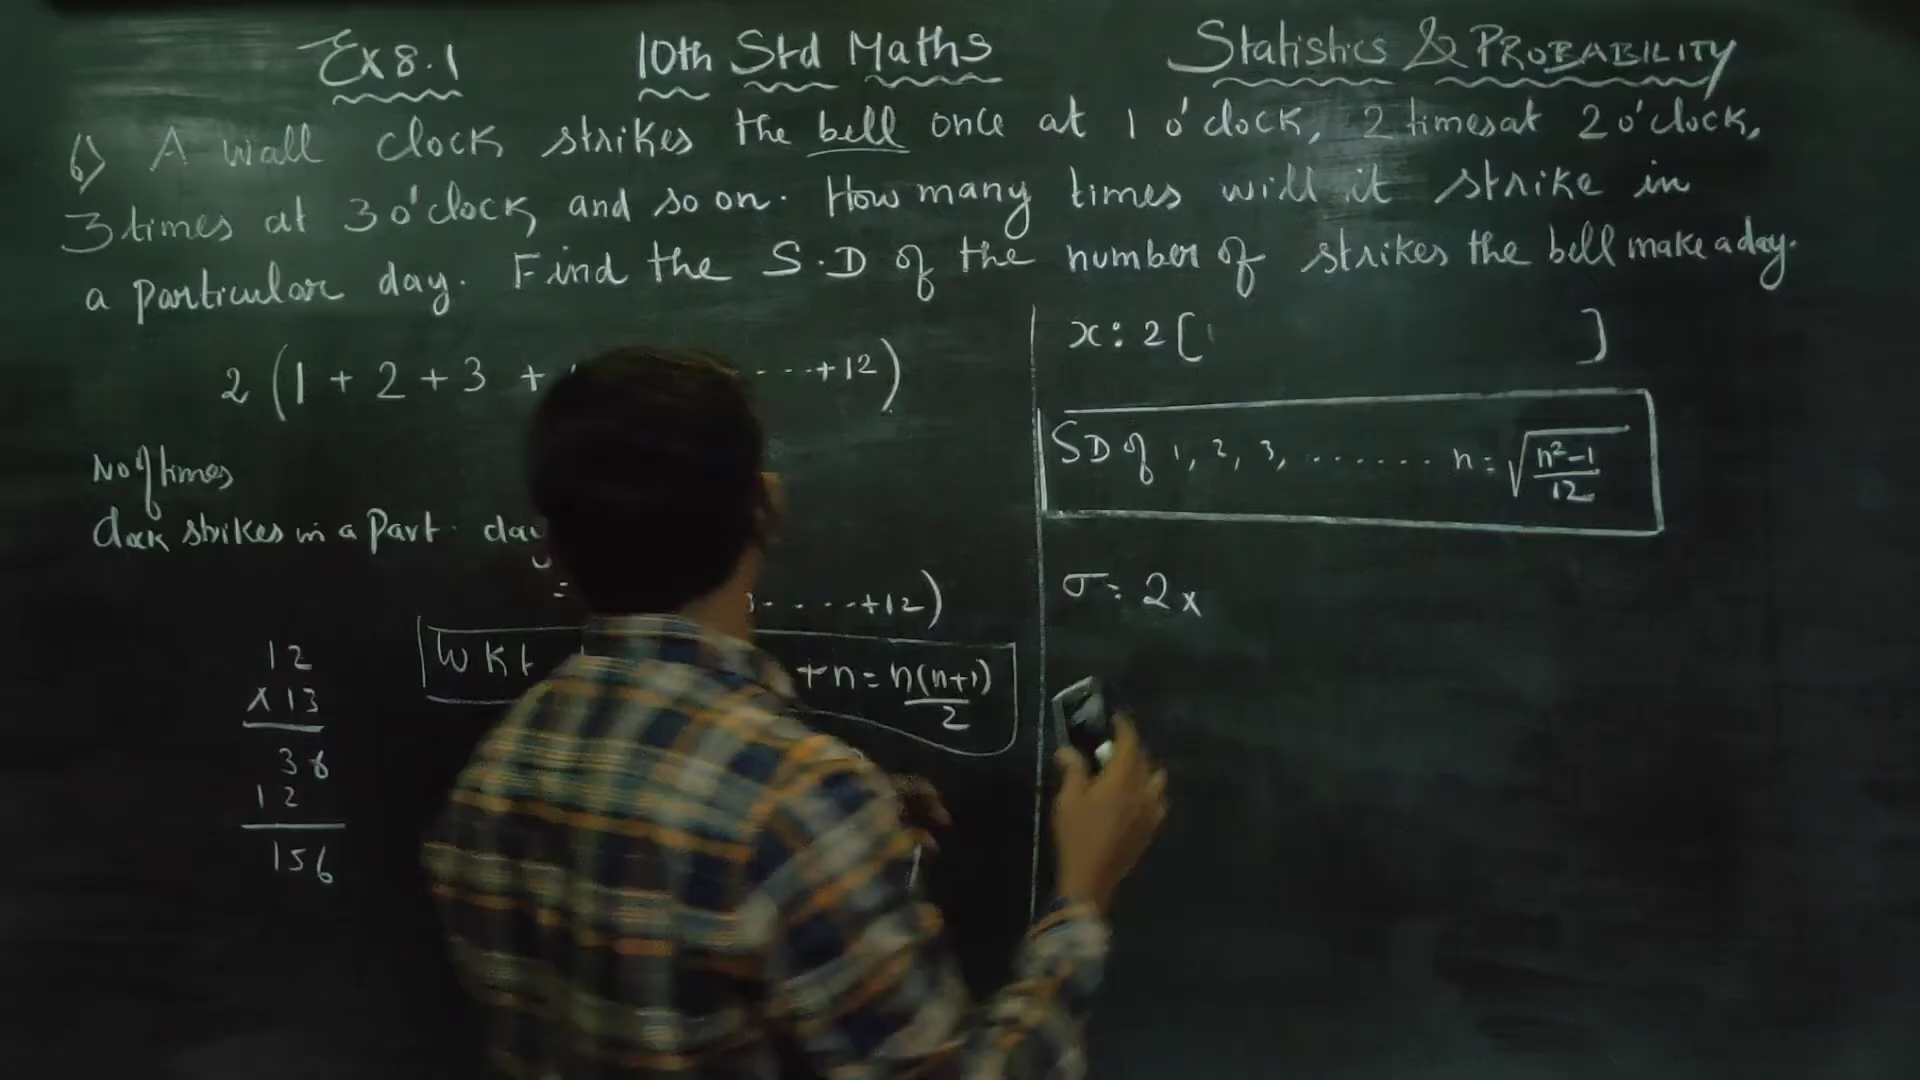 Ex 8.1 10th Std Maths Statistics & PROBABILITY
6) A wall clock strikes the bell once at 1 o'clock, 2 times at 2 o'clock,
3 times at 3 o'clock, and so on. How many times will it strike in
a particular day. Find the S.D of the number of strikes the bell make a day.
2 (1 + 2 + 3 + ....+12)
No of times
clock strikes in a Part. day
= 3.....+12)
WKT +n = n(n+1)/2
12
x 13
36
12
156
x: 2 [ ]
SD of 1, 2, 3, ....... n = √(n²-1)/12
σ = 2 x